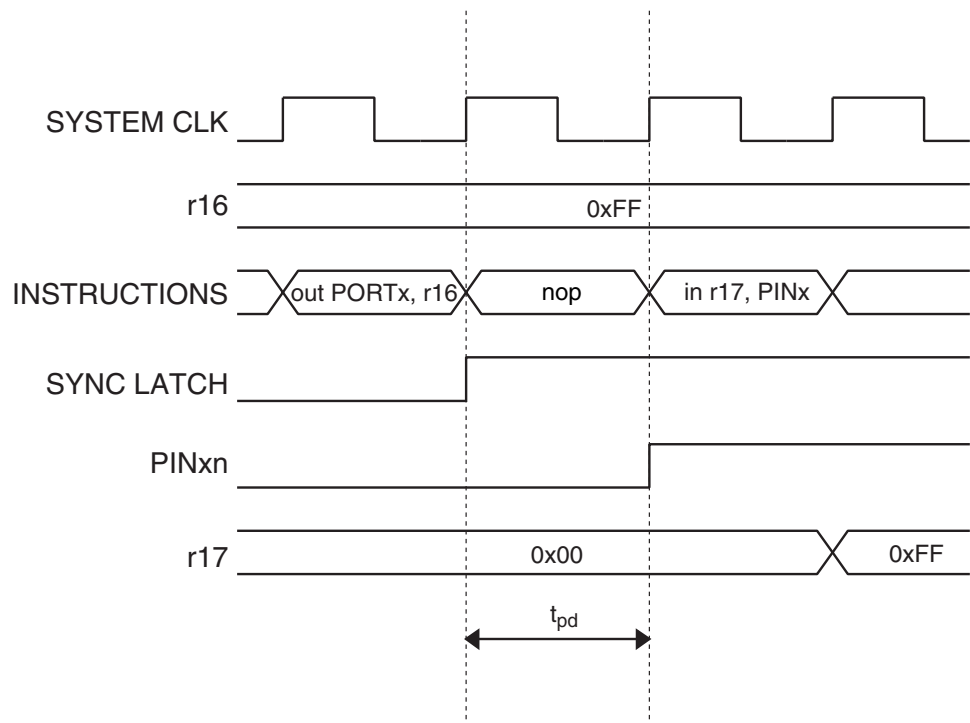 SYSTEM CLK
r16
0xFF
INSTRUCTIONS
out PORTx, r16
nop
in r17, PINx
SYNC LATCH
PINxn
r17
0x00
0xFF
tpd